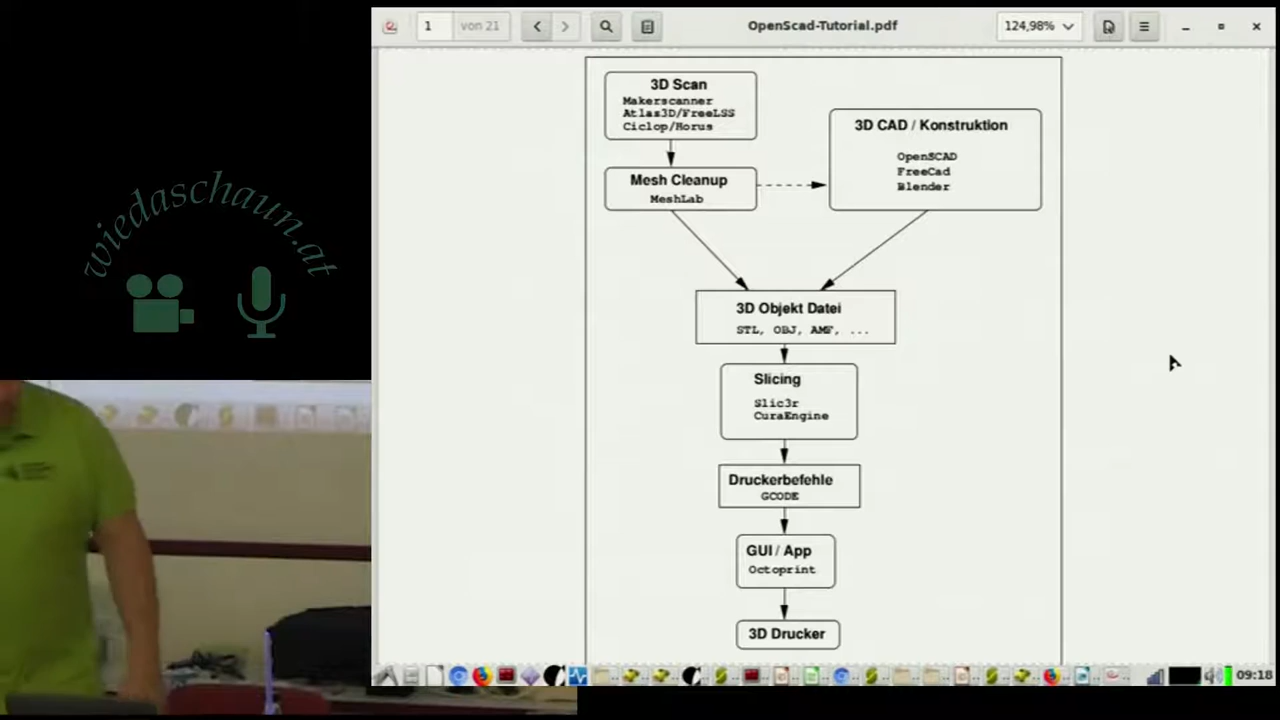 1
von 21
OpenScad-Tutorial.pdf
124,98%
3D Scan
Makerscanner
Atlas3D/FreeLSS
Ciclop/Horus
3D CAD / Konstruktion
OpenSCAD
FreeCad
Blender
Mesh Cleanup
MeshLab
3D Objekt Datei
STL, OBJ, AMF, ...
Slicing
Slic3r
CuraEngine
Druckerbefehle
GCODE
GUI / App
Octoprint
3D Drucker
09:18
wiedaschaun.at